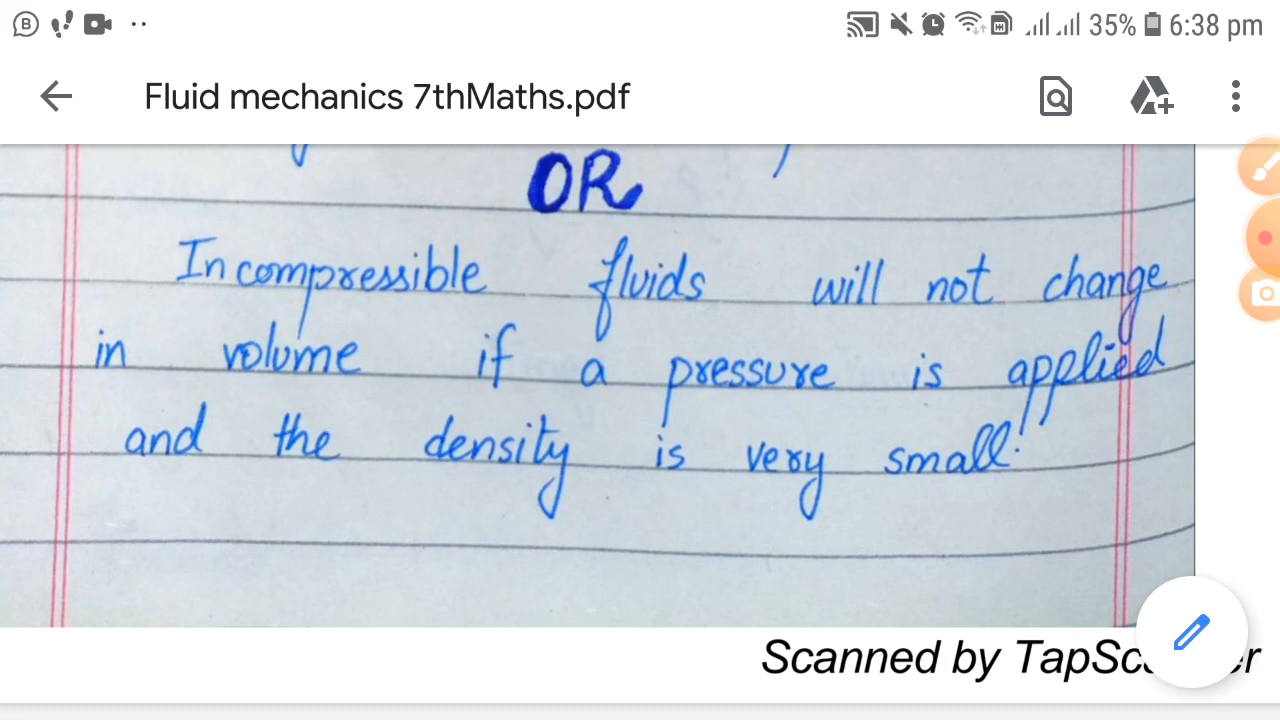 35% 6:38 pm
Fluid mechanics 7thMaths.pdf
OR
Incompressible fluids will not change
in volume if a pressure is applied
and the density is very small.
Scanned by TapSc er